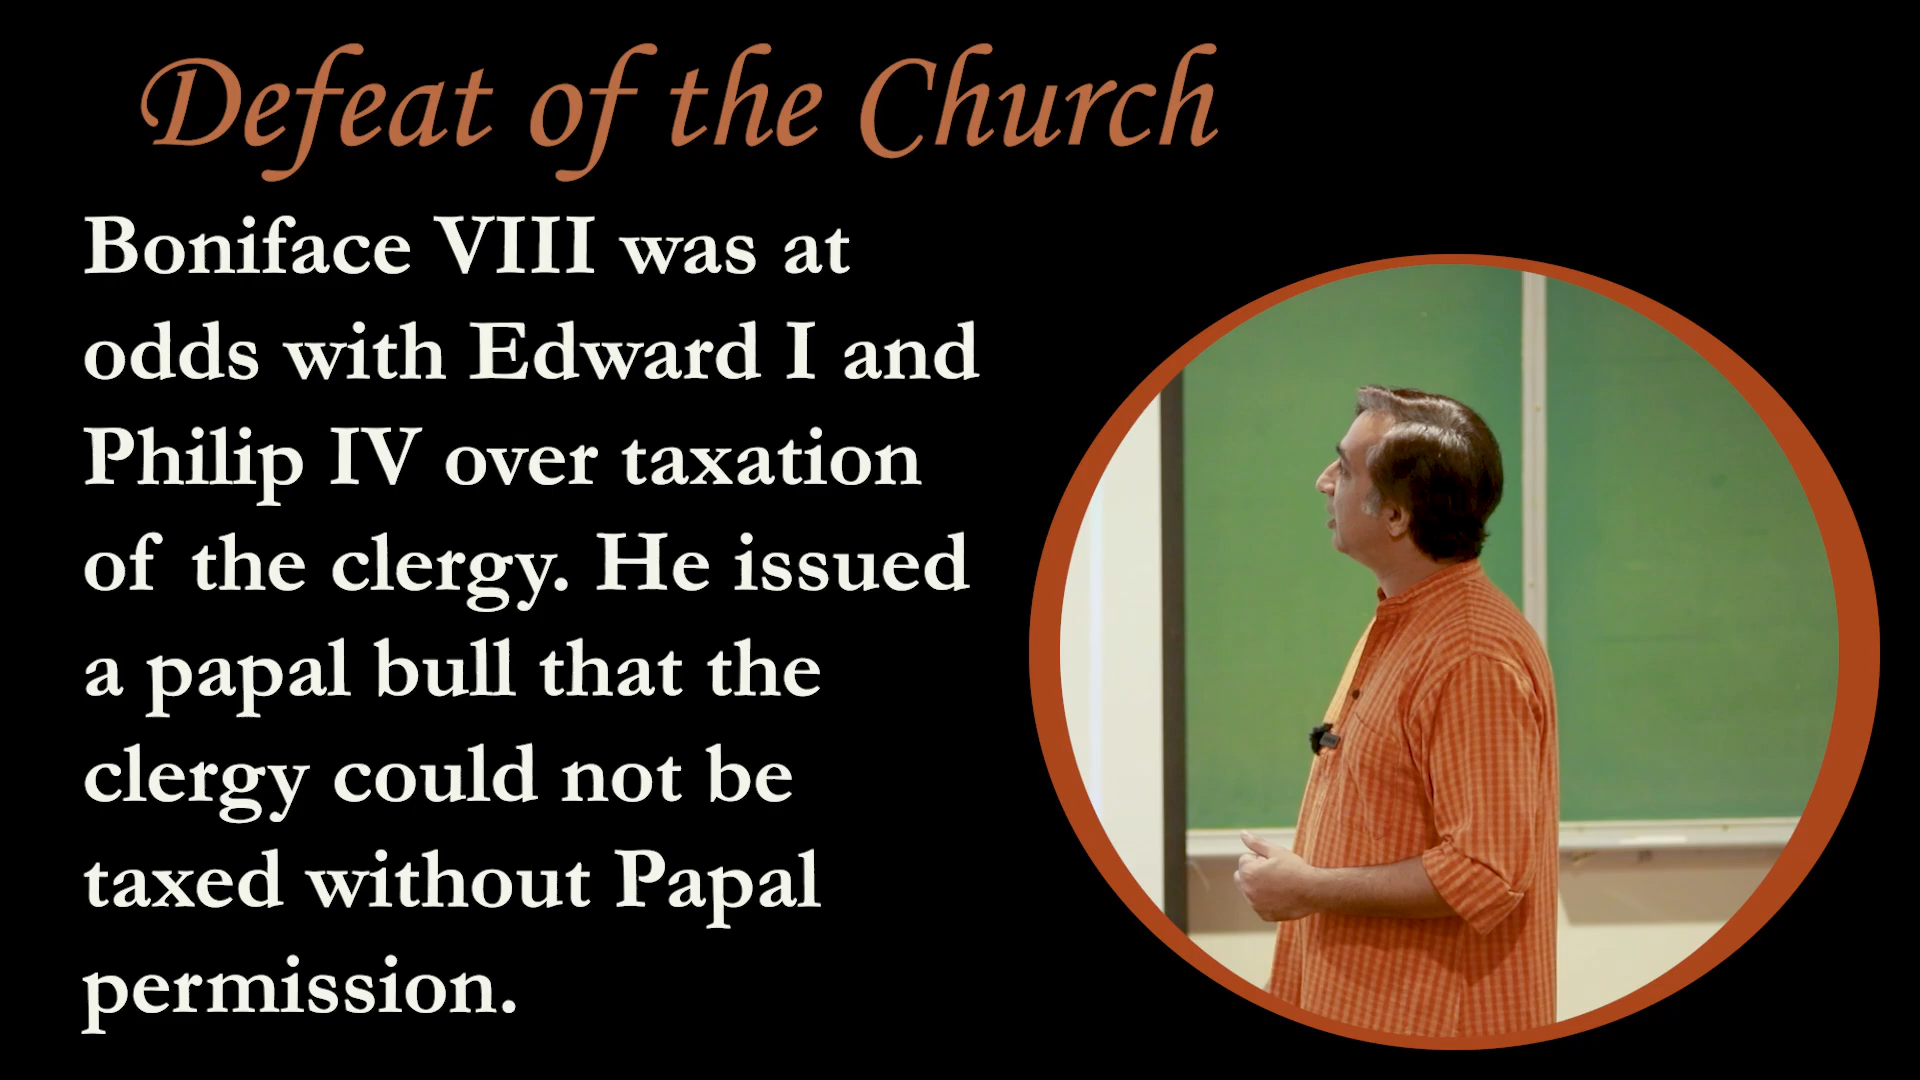 Defeat of the Church
Boniface VIII was at
odds with Edward I and
Philip IV over taxation
of the clergy. He issued
a papal bull that the
clergy could not be
taxed without Papal
permission.